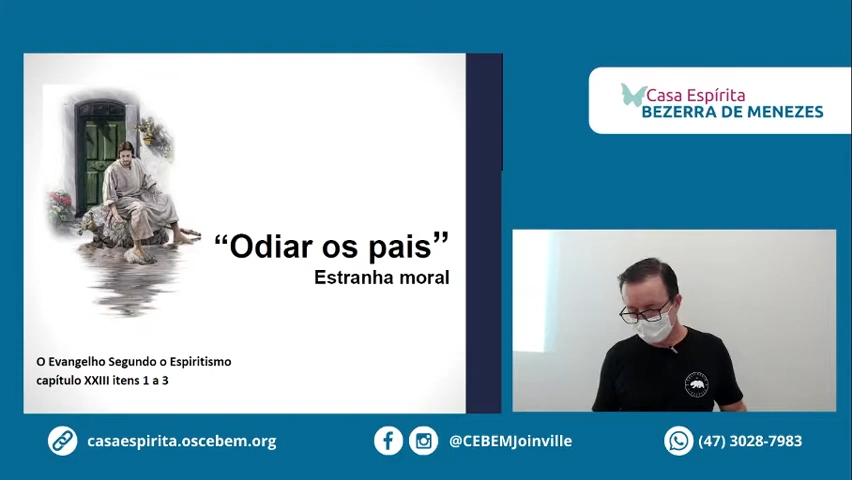 Casa Espírita
BEZERRA DE MENEZES
“Odiar os pais”
Estranha moral
O Evangelho Segundo o Espiritismo
capítulo XXIII itens 1 a 3
casaespirita.oscebem.org
@CEBEMJoinville
(47) 3028-7983